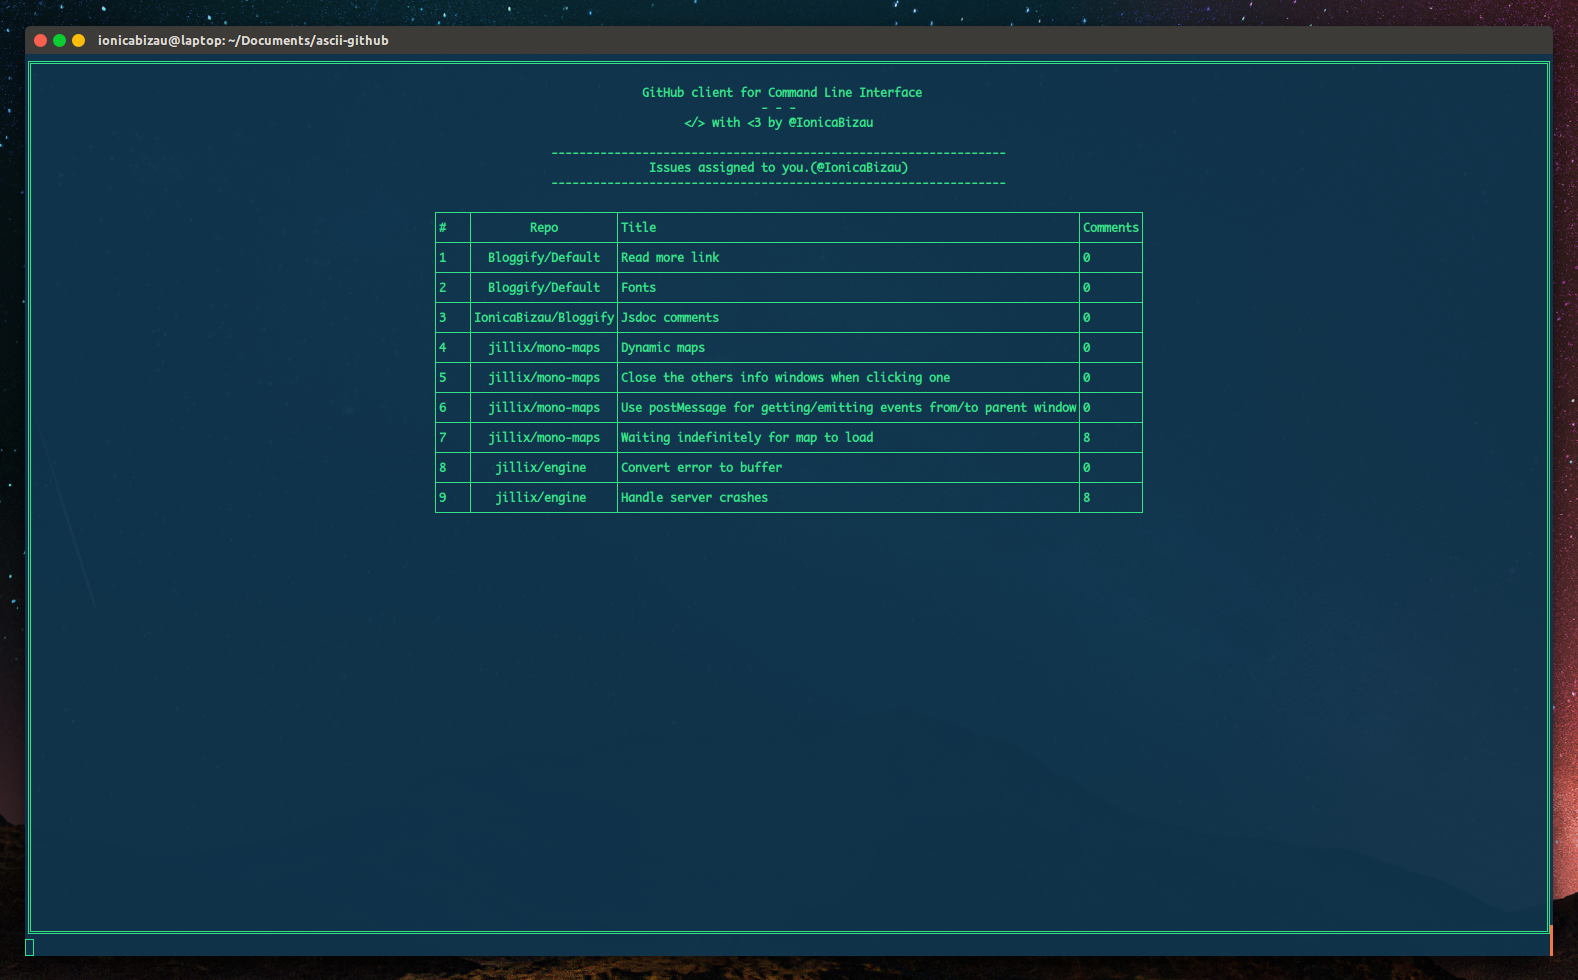 ionicabizau@laptop: ~/Documents/ascii-github
GitHub client for Command Line Interface
- - -
</> with <3 by @IonicaBizau
-----------------------------------------------------------------
Issues assigned to you.(@IonicaBizau)
-----------------------------------------------------------------
# Repo Title Comments
1 Bloggify/Default Read more link 0
2 Bloggify/Default Fonts 0
3 IonicaBizau/Bloggify Jsdoc comments 0
4 jillix/mono-maps Dynamic maps 0
5 jillix/mono-maps Close the others info windows when clicking one 0
6 jillix/mono-maps Use postMessage for getting/emitting events from/to parent window 0
7 jillix/mono-maps Waiting indefinitely for map to load 8
8 jillix/engine Convert error to buffer 0
9 jillix/engine Handle server crashes 8